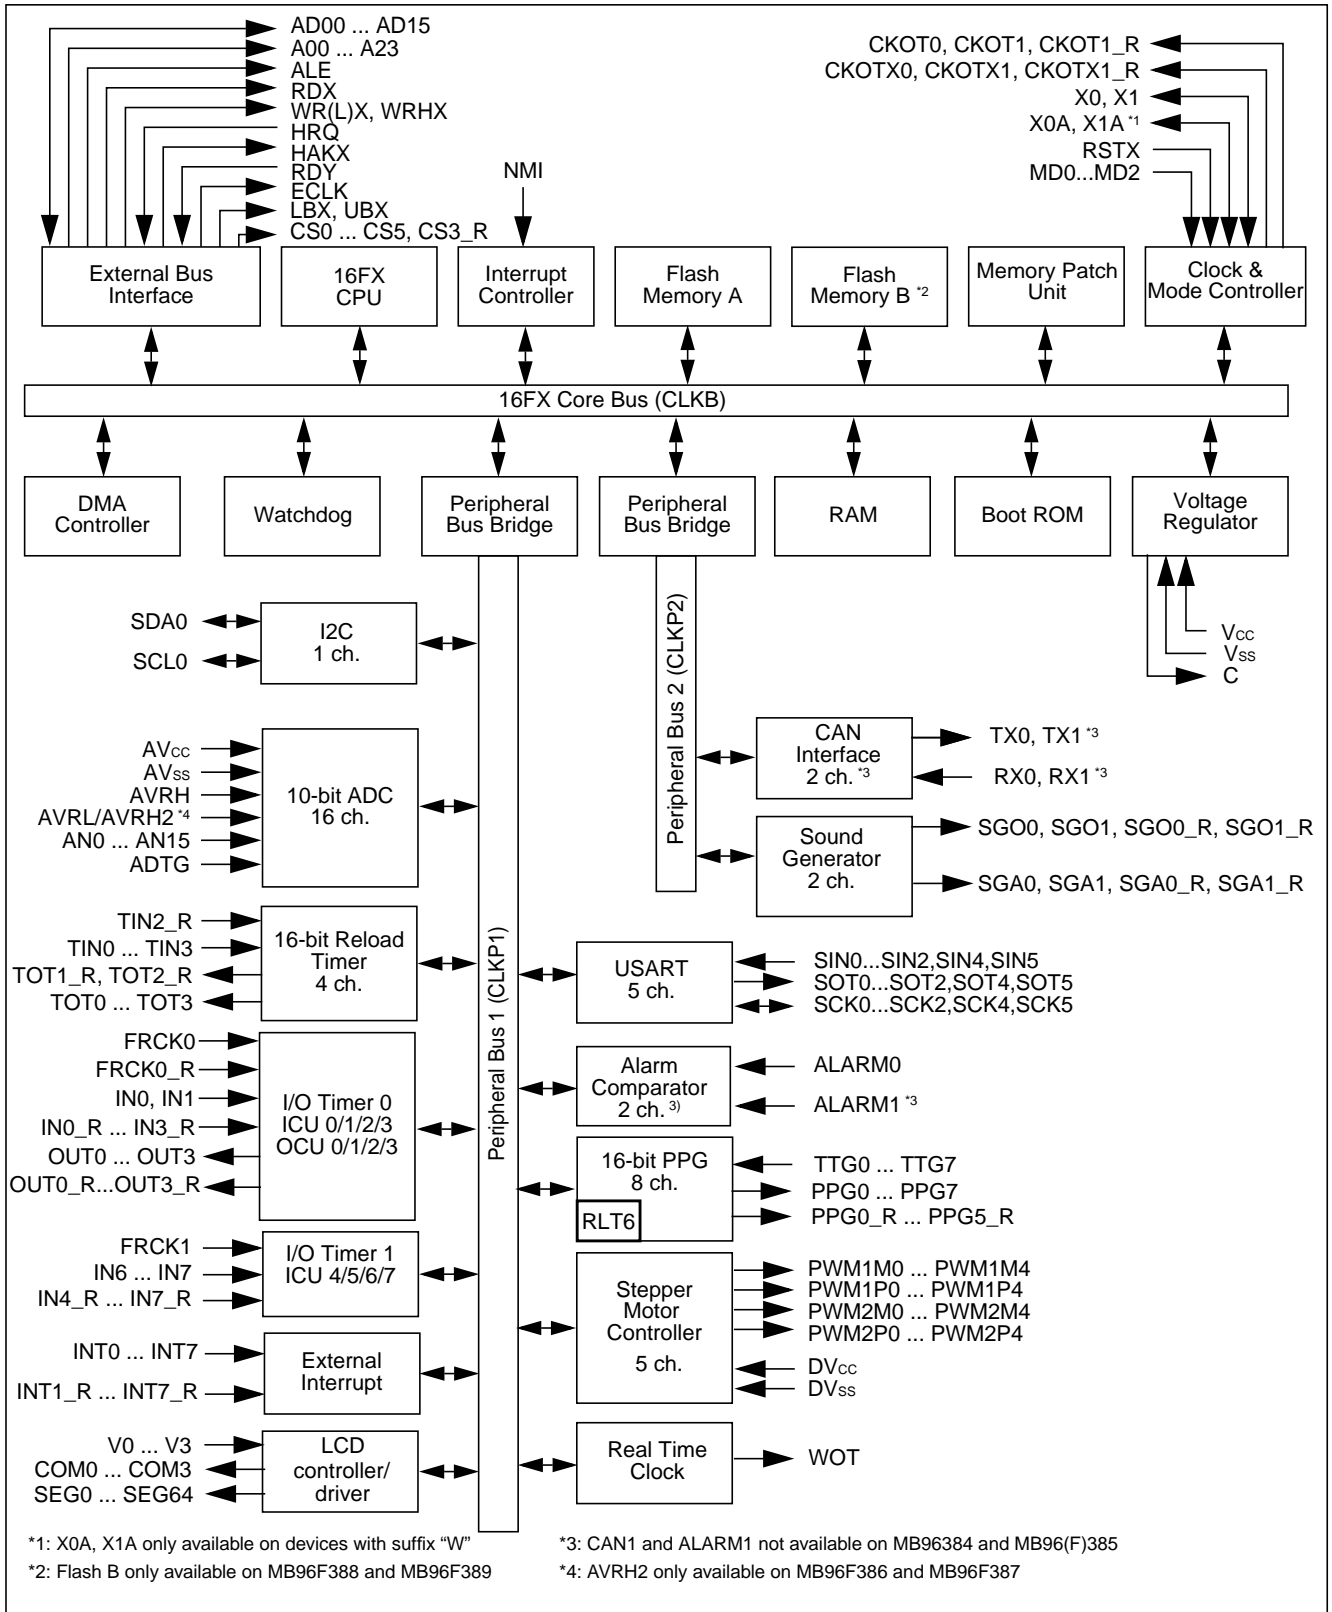 AD00 ... AD15
A00 ... A23
ALE
RDX
WR(L)X, WRHX
HRQ
HAKX
RDY
ECLK
LBX, UBX
CS0 ... CS5, CS3_R
NMI
CKOT0, CKOT1, CKOT1_R
CKOTX0, CKOTX1, CKOTX1_R
X0, X1
X0A, X1A *1
RSTX
MD0...MD2
External Bus
Interface
16FX
CPU
Interrupt
Controller
Flash
Memory A
Flash
Memory B *2
Memory Patch
Unit
Clock &
Mode Controller
16FX Core Bus (CLKB)
DMA
Controller
Watchdog
Peripheral
Bus Bridge
Peripheral
Bus Bridge
RAM
Boot ROM
Voltage
Regulator
VCC
VSS
C
Peripheral Bus 1 (CLKP1)
Peripheral Bus 2 (CLKP2)
SDA0
SCL0
I2C
1 ch.
AVCC
AVSS
AVRH
AVRL/AVRH2 *4
AN0 ... AN15
ADTG
10-bit ADC
16 ch.
TIN2_R
TIN0 ... TIN3
TOT1_R, TOT2_R
TOT0 ... TOT3
16-bit Reload
Timer
4 ch.
FRCK0
FRCK0_R
IN0, IN1
IN0_R ... IN3_R
OUT0 ... OUT3
OUT0_R...OUT3_R
I/O Timer 0
ICU 0/1/2/3
OCU 0/1/2/3
FRCK1
IN6 ... IN7
IN4_R ... IN7_R
I/O Timer 1
ICU 4/5/6/7
INT0 ... INT7
INT1_R ... INT7_R
External
Interrupt
V0 ... V3
COM0 ... COM3
SEG0 ... SEG64
LCD
controller/
driver
CAN
Interface
2 ch. *3
TX0, TX1 *3
RX0, RX1 *3
Sound
Generator
2 ch.
SGO0, SGO1, SGO0_R, SGO1_R
SGA0, SGA1, SGA0_R, SGA1_R
USART
5 ch.
SIN0...SIN2,SIN4,SIN5
SOT0...SOT2,SOT4,SOT5
SCK0...SCK2,SCK4,SCK5
Alarm
Comparator
2 ch. 3)
ALARM0
ALARM1 *3
16-bit PPG
8 ch.
RLT6
TTG0 ... TTG7
PPG0 ... PPG7
PPG0_R ... PPG5_R
Stepper
Motor
Controller
5 ch.
PWM1M0 ... PWM1M4
PWM1P0 ... PWM1P4
PWM2M0 ... PWM2M4
PWM2P0 ... PWM2P4
DVCC
DVSS
Real Time
Clock
WOT
*1: X0A, X1A only available on devices with suffix “W”
*2: Flash B only available on MB96F388 and MB96F389
*3: CAN1 and ALARM1 not available on MB96384 and MB96(F)385
*4: AVRH2 only available on MB96F386 and MB96F387